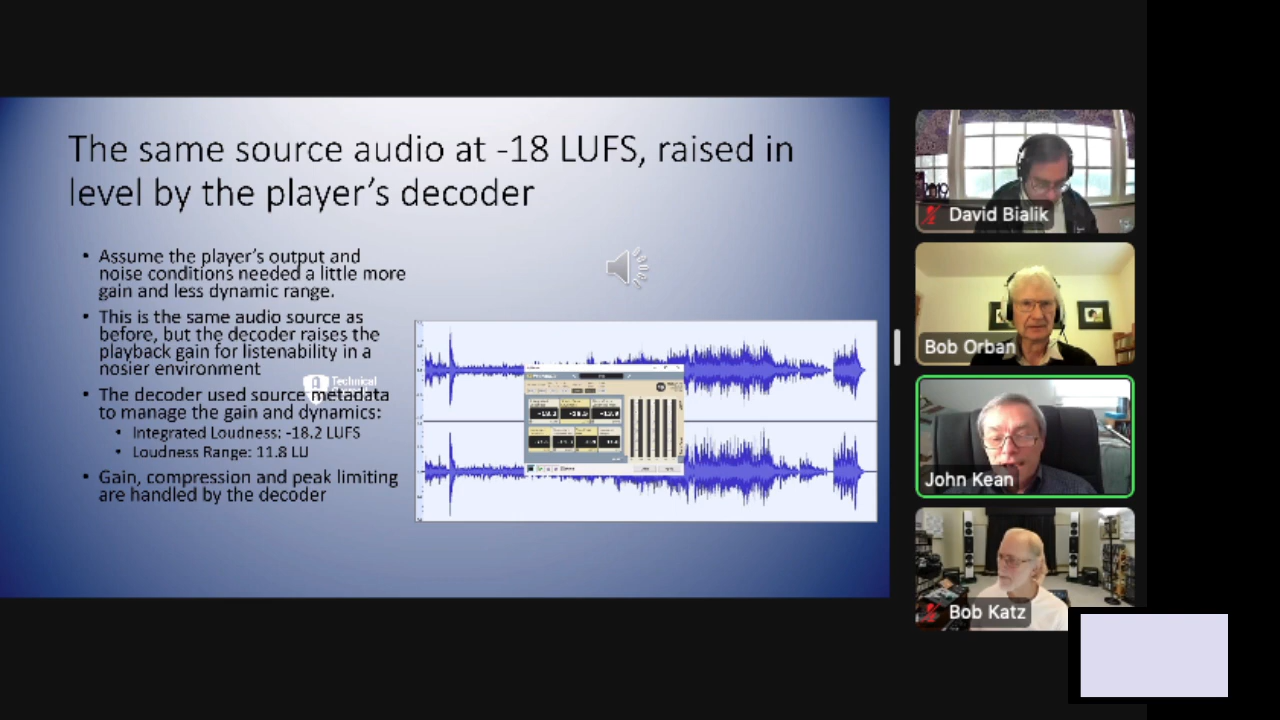 The same source audio at -18 LUFS, raised in
level by the player's decoder
• Assume the player's output and
noise conditions needed a little more
gain and less dynamic range.
• This is the same audio source as
before, but the decoder raises the
playback gain for listenability in a
nosier environment
Technical
• The decoder used source metadata
to manage the gain and dynamics:
• Integrated Loudness: -18.2 LUFS
• Loudness Range: 11.8 LU
• Gain, compression and peak limiting
are handled by the decoder
David Bialik
Bob Orban
John Kean
Bob Katz